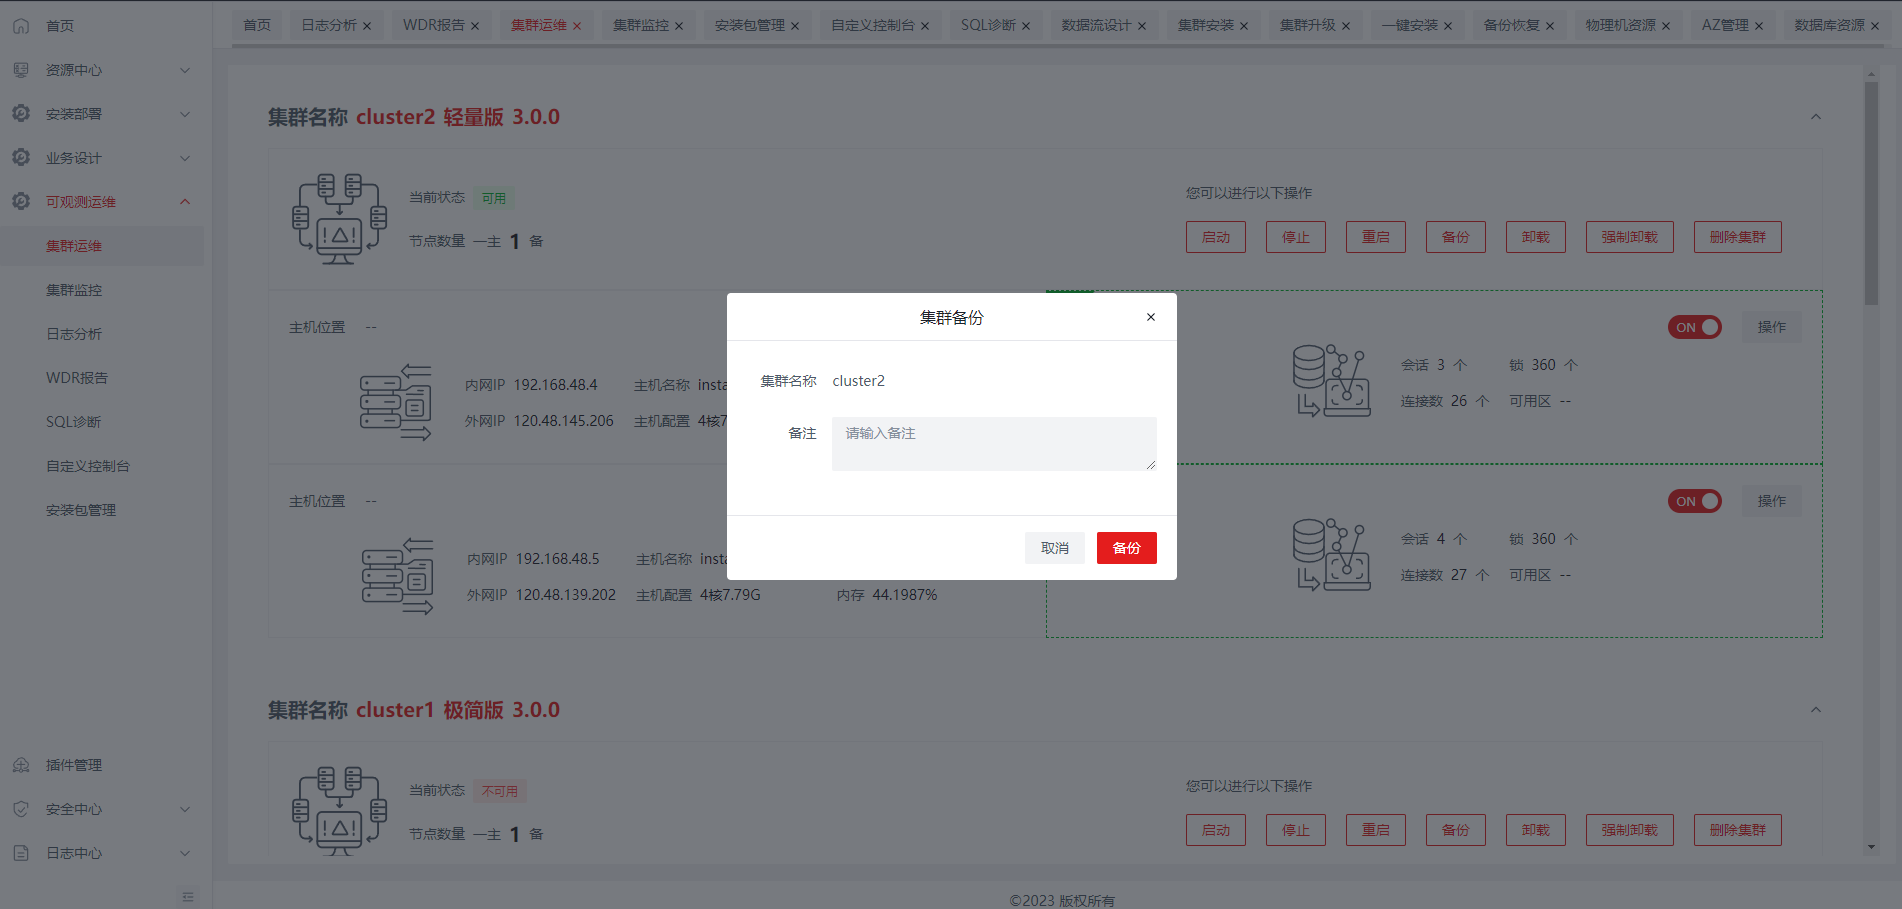 首页
资源中心
安装部署
业务设计
可观测运维
集群运维
集群监控
日志分析
WDR报告
SQL诊断
自定义控制台
安装包管理
插件管理
安全中心
日志中心
首页 日志分析 × WDR报告 × 集群运维 × 集群监控 × 安装包管理 × 自定义控制台 × SQL诊断 × 数据流设计 × 集群安装 × 集群升级 × 一键安装 × 备份恢复 × 物理机资源 × AZ管理 × 数据库资源 ×
集群名称 cluster2 轻量版 3.0.0
当前状态 可用
节点数量 一主 1 备
您可以进行以下操作
启动 停止 重启 备份 卸载 强制卸载 删除集群
主机位置 --
内网IP 192.168.48.4 主机名称 insta
外网IP 120.48.145.206 主机配置 4核7
ON 操作
会话 3 个 锁 360 个
连接数 26 个 可用区 --
主机位置 --
内网IP 192.168.48.5 主机名称 insta
外网IP 120.48.139.202 主机配置 4核7.79G 内存 44.1987%
ON 操作
会话 4 个 锁 360 个
连接数 27 个 可用区 --
集群备份 ×
集群名称 cluster2
备注 请输入备注
取消 备份
集群名称 cluster1 极简版 3.0.0
当前状态 不可用
节点数量 一主 1 备
您可以进行以下操作
启动 停止 重启 备份 卸载 强制卸载 删除集群
©2023 版权所有